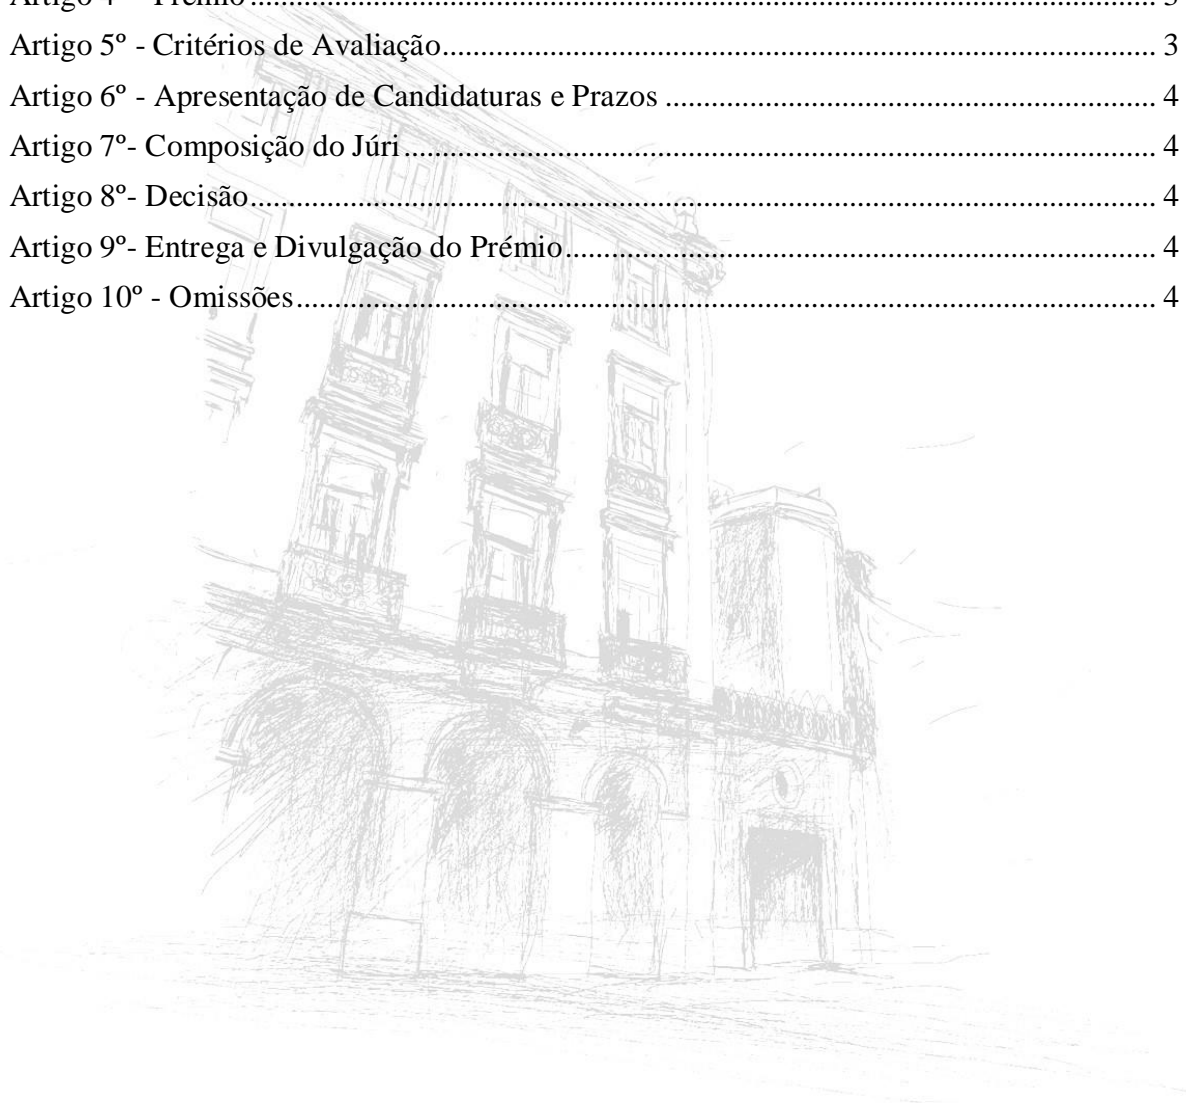 Artigo 5º - Critérios de Avaliação............................................................................................ 3
Artigo 6º - Apresentação de Candidaturas e Prazos ............................................................... 4
Artigo 7º- Composição do Júri................................................................................................. 4
Artigo 8º- Decisão..................................................................................................................... 4
Artigo 9º- Entrega e Divulgação do Prémio............................................................................ 4
Artigo 10º - Omissões............................................................................................................... 4